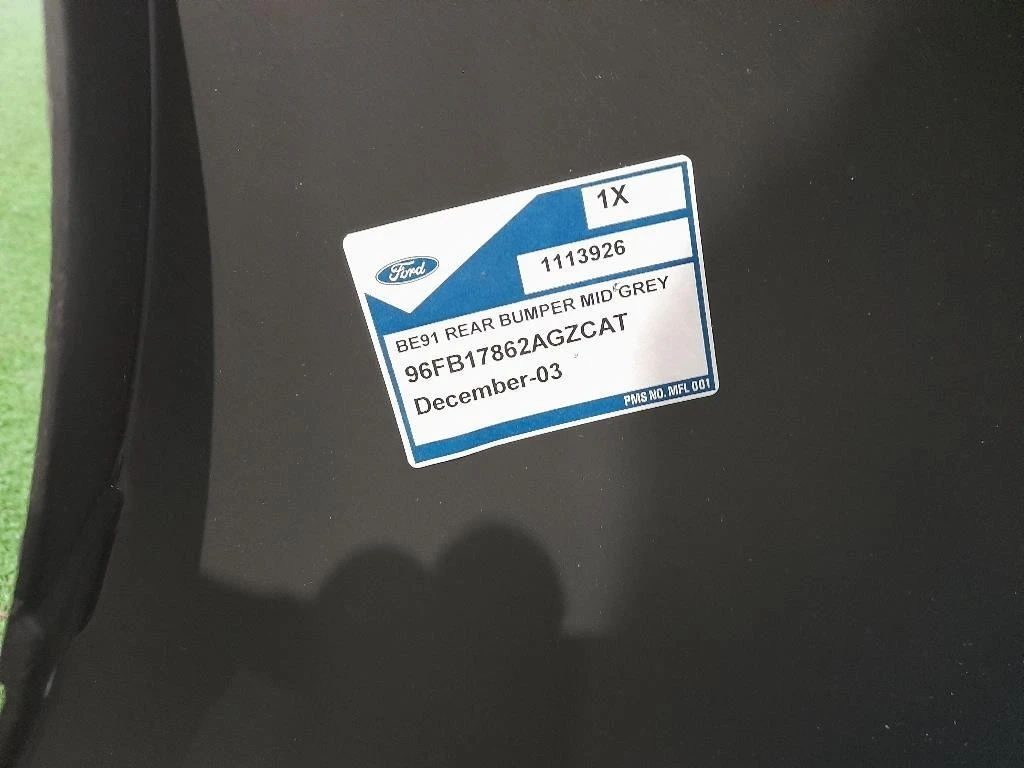 1X
Ford
1113926
BE91 REAR BUMPER MID GREY
96FB17862AGZCAT
December-03
PMS NO. MFL 001